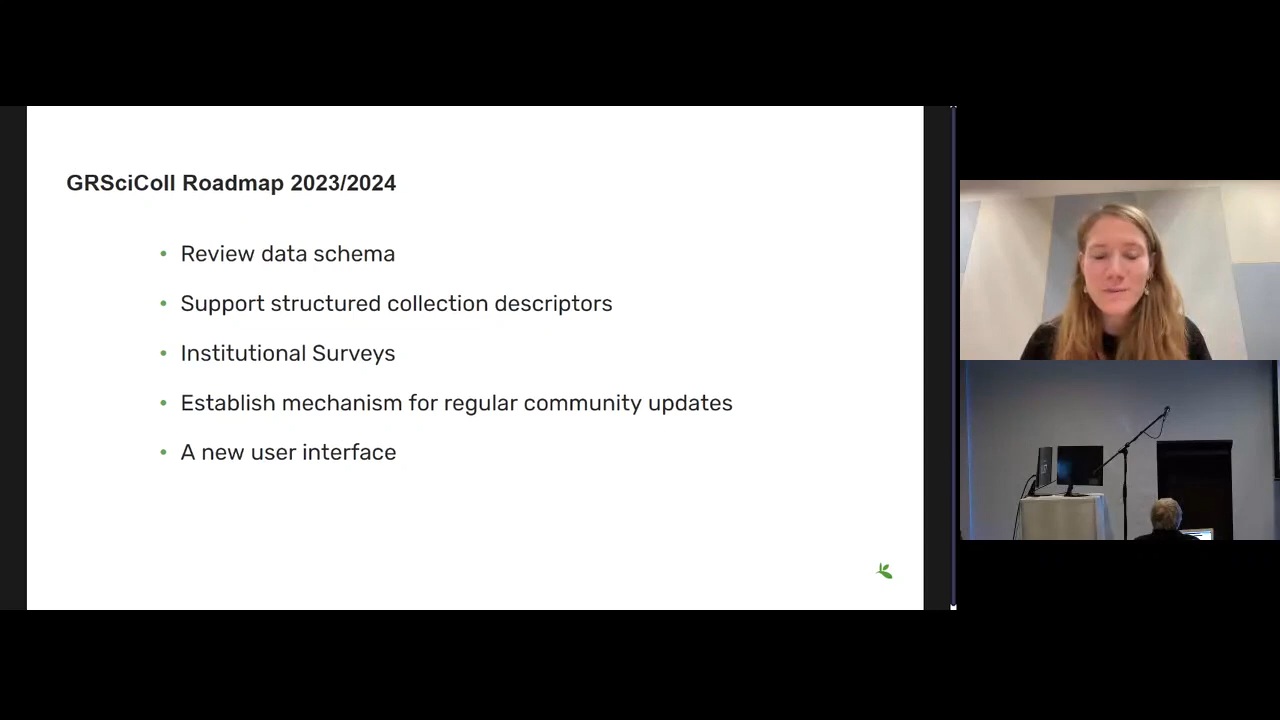 GRSciColl Roadmap 2023/2024
• Review data schema
• Support structured collection descriptors
• Institutional Surveys
• Establish mechanism for regular community updates
• A new user interface